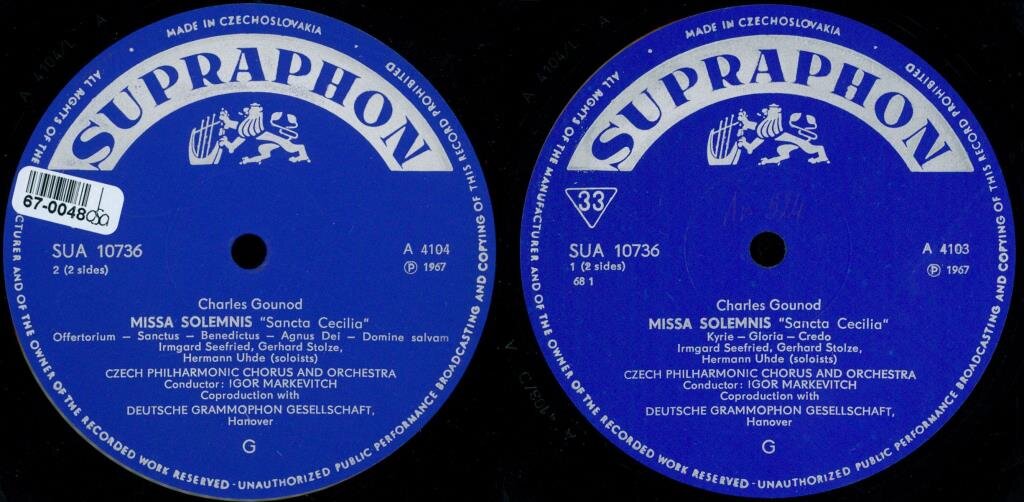 MADE IN CZECHOSLOVAKIA
ALL RIGHTS OF THE MANUFACTURER AND OF THE OWNER OF THE RECORDED WORK RESERVED - UNAUTHORIZED PUBLIC PERFORMANCE BROADCASTING AND COPYING OF THIS RECORD PROHIBITED
SUPRAPHON
67-0048
SUA 10736
2 (2 sides)
A 4104
Ⓟ 1967
Charles Gounod
MISSA SOLEMNIS "Sancta Cecilia"
Offertorium – Sanctus – Benedictus – Agnus Dei – Domine salvam
Irmgard Seefried, Gerhard Stolze,
Hermann Uhde (soloists)
CZECH PHILHARMONIC CHORUS AND ORCHESTRA
Conductor: IGOR MARKEVITCH
Coproduction with
DEUTSCHE GRAMMOPHON GESELLSCHAFT,
Hanover
G
MADE IN CZECHOSLOVAKIA
ALL RIGHTS OF THE MANUFACTURER AND OF THE OWNER OF THE RECORDED WORK RESERVED - UNAUTHORIZED PUBLIC PERFORMANCE BROADCASTING AND COPYING OF THIS RECORD PROHIBITED
SUPRAPHON
33
SUA 10736
1 (2 sides)
68 1
A 4103
Ⓟ 1967
Charles Gounod
MISSA SOLEMNIS "Sancta Cecilia"
Kyrie – Gloria – Credo
Irmgard Seefried, Gerhard Stolze,
Hermann Uhde (soloists)
CZECH PHILHARMONIC CHORUS AND ORCHESTRA
Conductor: IGOR MARKEVITCH
Coproduction with
DEUTSCHE GRAMMOPHON GESELLSCHAFT,
Hanover
G